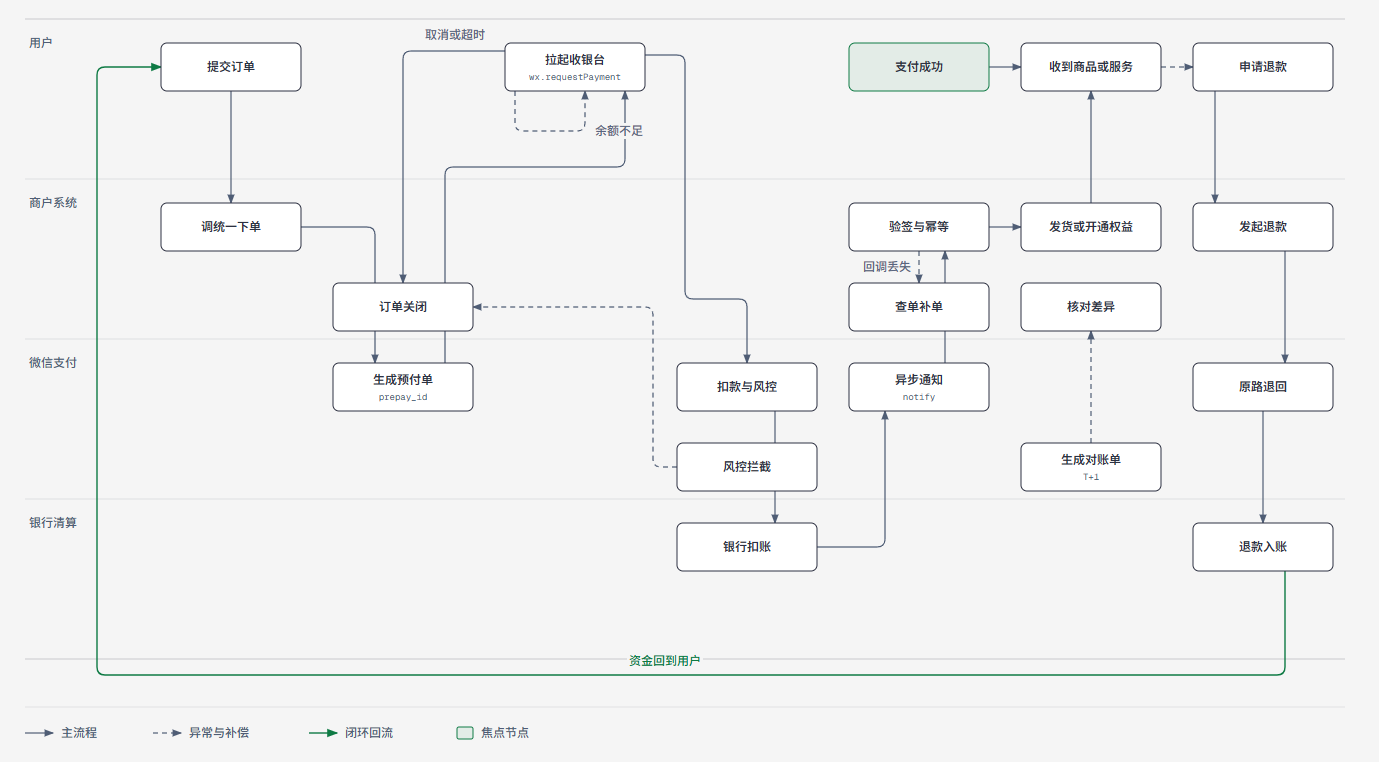 用户
取消或超时
提交订单
拉起收银台
wx.requestPayment
支付成功
收到商品或服务
申请退款
余额不足
商户系统
调统一下单
验签与幂等
发货或开通权益
发起退款
回调丢失
订单关闭
查单补单
核对差异
微信支付
生成预付单
prepay_id
扣款与风控
异步通知
notify
原路退回
风控拦截
生成对账单
T+1
银行清算
银行扣账
退款入账
资金回到用户
主流程
异常与补偿
闭环回流
焦点节点